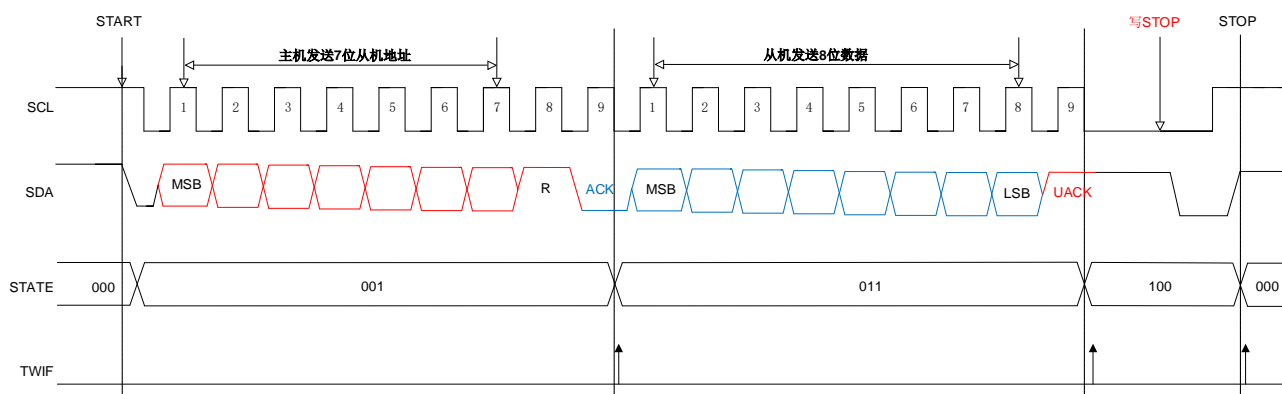 START 写STOP STOP
主机发送7位从机地址 从机发送8位数据
SCL 1 2 3 4 5 6 7 8 9 1 2 3 4 5 6 7 8 9
SDA MSB R ACK MSB LSB UACK
STATE 000 001 011 100 000
TWIF